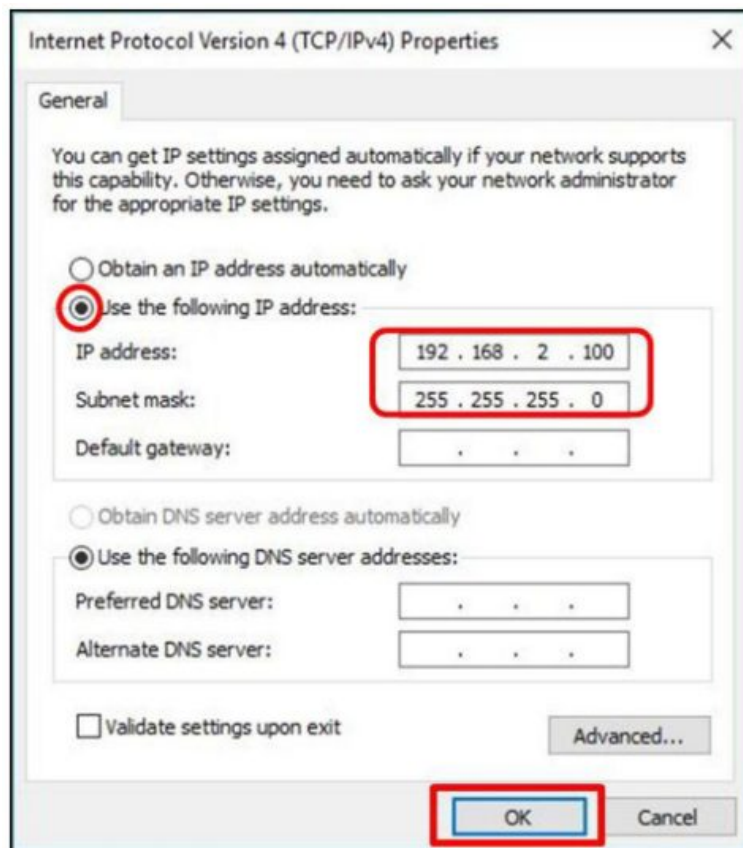 Internet Protocol Version 4 (TCP/IPv4) Properties
General
You can get IP settings assigned automatically if your network supports
this capability. Otherwise, you need to ask your network administrator
for the appropriate IP settings.
Obtain an IP address automatically
Use the following IP address:
IP address: 192 . 168 . 2 . 100
Subnet mask: 255 . 255 . 255 . 0
Default gateway: . . .
Obtain DNS server address automatically
Use the following DNS server addresses:
Preferred DNS server: . . .
Alternate DNS server: . . .
Validate settings upon exit
Advanced...
OK Cancel